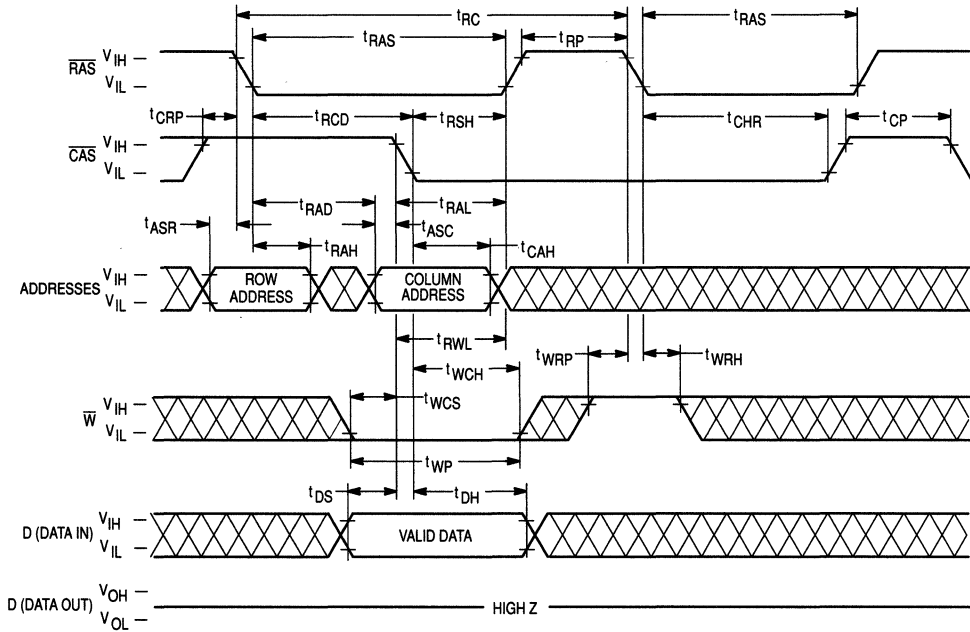 tRC
tRAS tRP tRAS
RAS VIH
VIL
tCRP tRCD tRSH tCHR tCP
CAS VIH
VIL
tRAD tRAL
tASR tASC
tRAH tCAH
ADDRESSES VIH
VIL
ROW ADDRESS
COLUMN ADDRESS
tRWL
tWCH tWRP tWRH
tWCS
W VIH
VIL
tWP
tDS tDH
D (DATA IN) VIH
VIL
VALID DATA
D (DATA OUT) VOH
VOL
HIGH Z